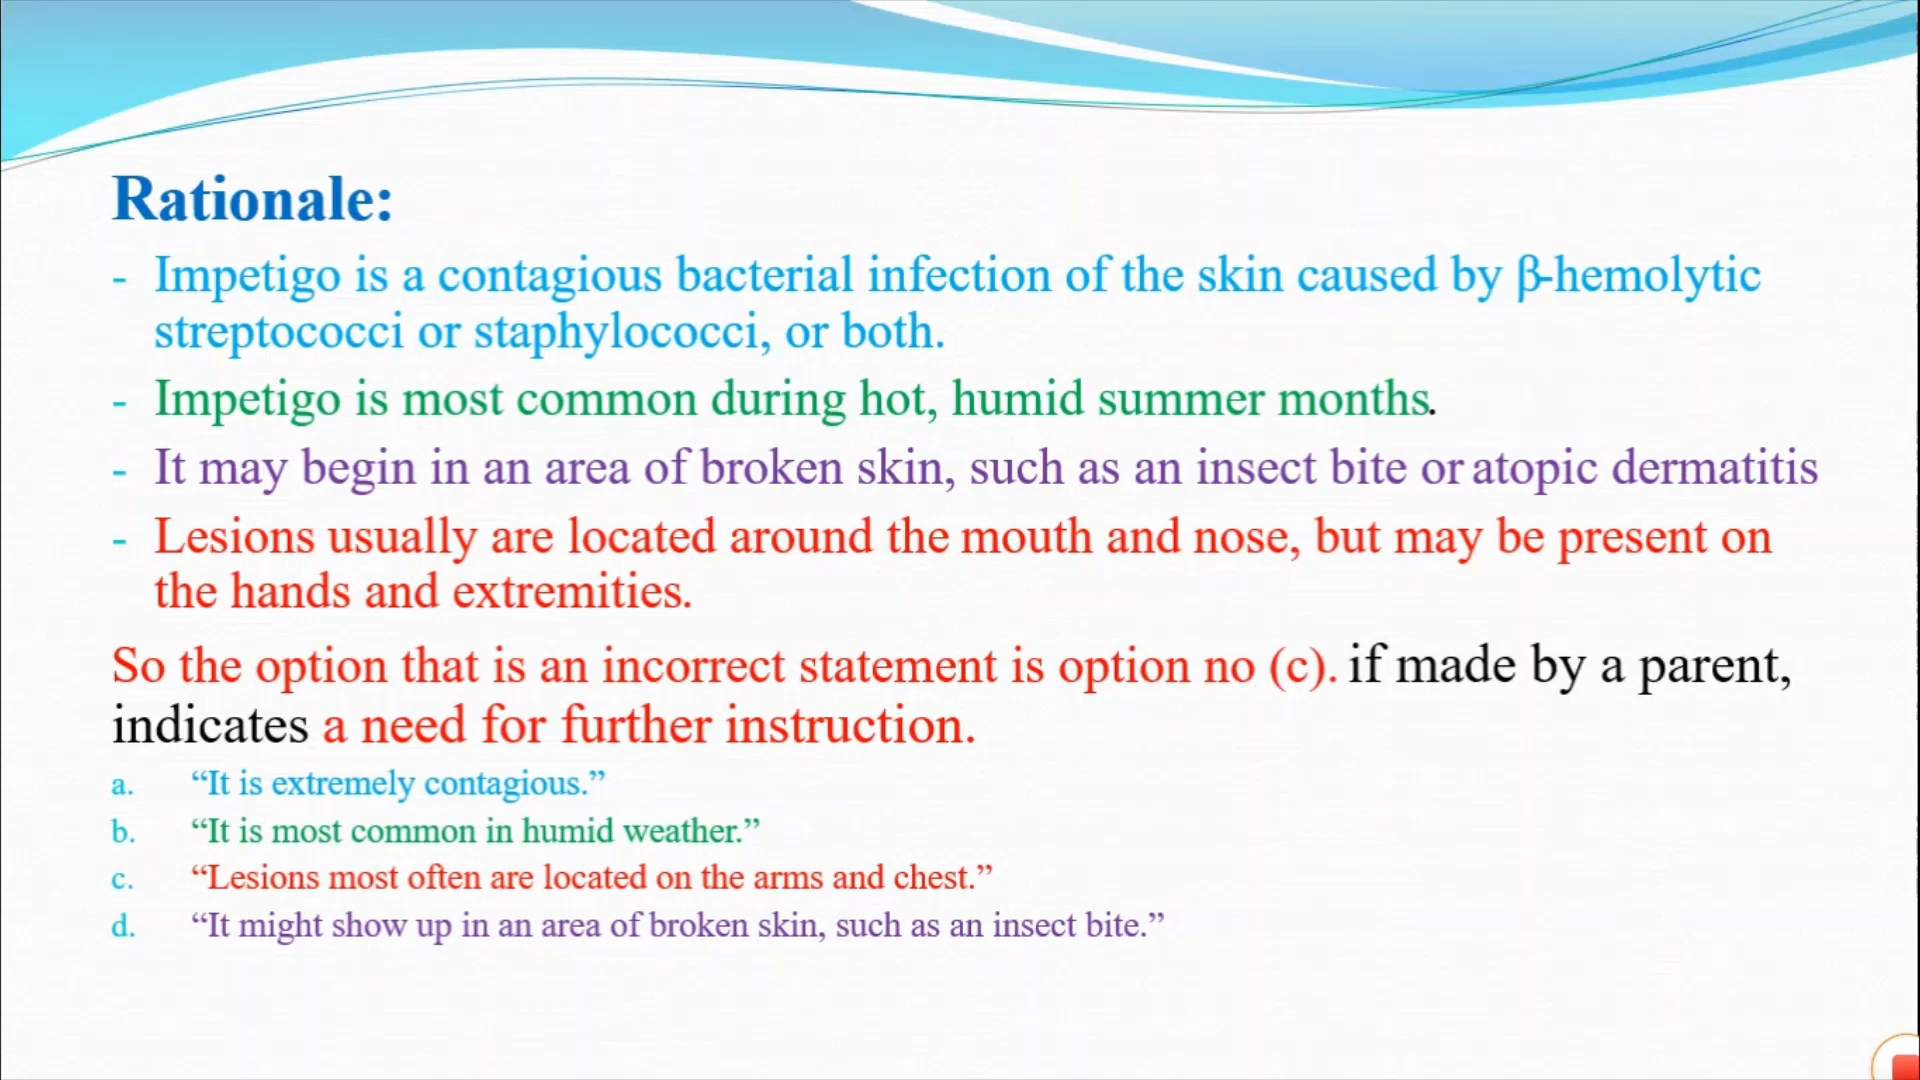 Rationale:
- Impetigo is a contagious bacterial infection of the skin caused by β-hemolytic
streptococci or staphylococci, or both.
- Impetigo is most common during hot, humid summer months.
- It may begin in an area of broken skin, such as an insect bite or atopic dermatitis
- Lesions usually are located around the mouth and nose, but may be present on
the hands and extremities.
So the option that is an incorrect statement is option no (c). if made by a parent,
indicates a need for further instruction.
a. “It is extremely contagious.”
b. “It is most common in humid weather.”
c. “Lesions most often are located on the arms and chest.”
d. “It might show up in an area of broken skin, such as an insect bite.”